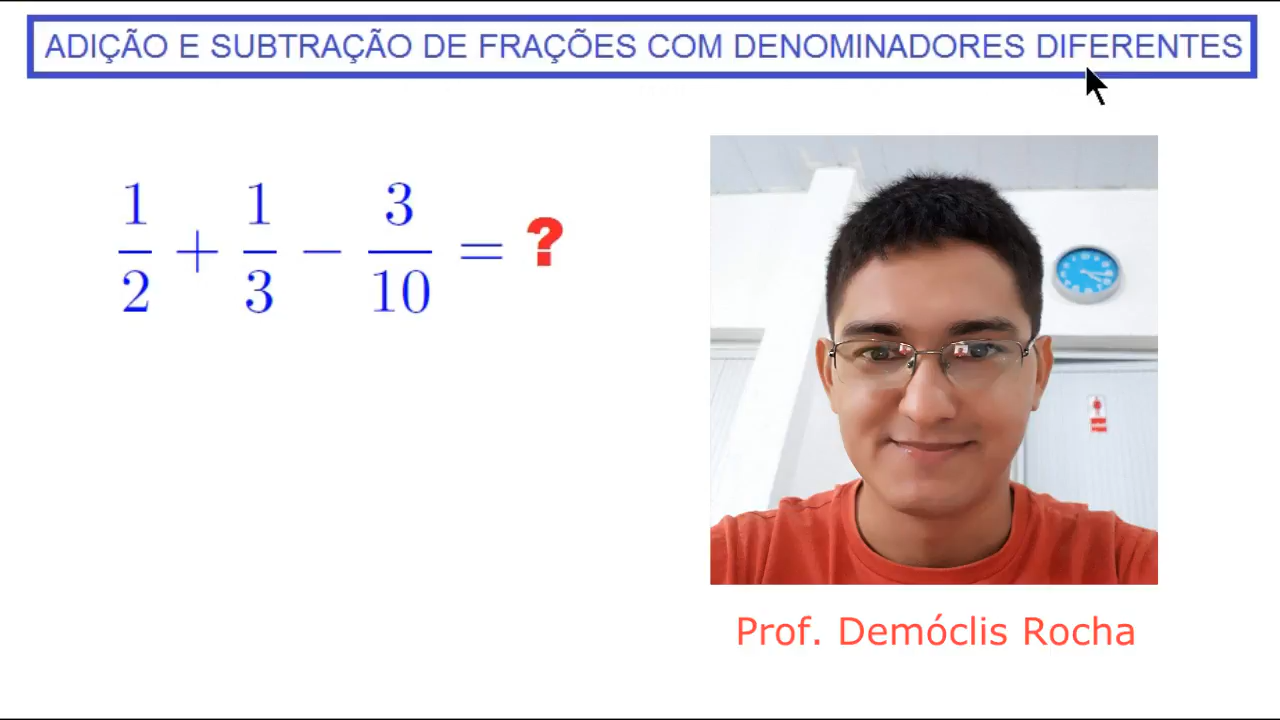 ADIÇÃO E SUBTRAÇÃO DE FRAÇÕES COM DENOMINADORES DIFERENTES
1/2 + 1/3 − 3/10 = ?
Prof. Demóclis Rocha